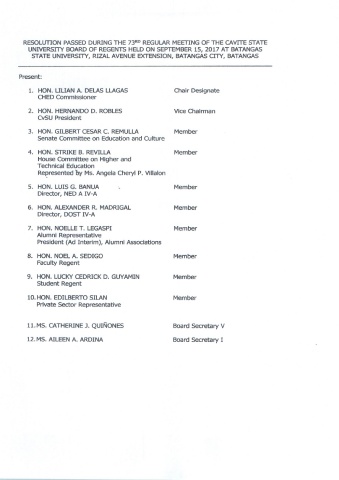 RESOLUTION PASSED DURING THE 73RD REGULAR MEETING OF THE CAVITE STATE
UNIVERSITY BOARD OF REGENTS HELD ON SEPTEMBER 15, 2017 AT BATANGAS
STATE UNIVERSITY, RIZAL AVENUE EXTENSION, BATANGAS CITY, BATANGAS
Present:
1. HON. LILIAN A. DELAS LLAGAS Chair Designate
CHED Commissioner
2. HON. HERNANDO D. ROBLES Vice Chairman
CvSU President
3. HON. GILBERT CESAR C. REMULLA Member
Senate Committee on Education and Culture
4. HON. STRIKE B. REVILLA Member
House Committee on Higher and
Technical Education
Represented by Ms. Angela Cheryl P. Villalon
5. HON. LUIS G. BANUA Member
Director, NED A IV-A
6. HON. ALEXANDER R. MADRIGAL Member
Director, DOST IV-A
7. HON. NOELLE T. LEGASPI Member
Alumni Representative
President (Ad Interim), Alumni Associations
8. HON. NOEL A. SEDIGO Member
Faculty Regent
9. HON. LUCKY CEDRICK D. GUYAMIN Member
Student Regent
10. HON. EDILBERTO SILAN Member
Private Sector Representative
11. MS. CATHERINE J. QUIÑONES Board Secretary V
12. MS. AILEEN A. ARDINA Board Secretary I